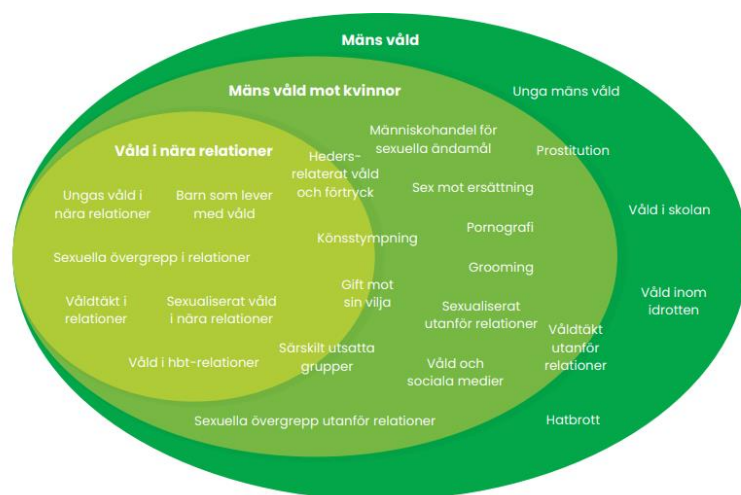 Mäns våld
Mäns våld mot kvinnor
Unga mäns våld
Våld i nära relationer
Människohandel för
sexuella ändamål
Prostitution
Heders-
relaterat våld
och förtryck
Ungas våld i
nära relationer
Barn som lever
med våld
Sex mot ersättning
Våld i skolan
Könsstympning
Pornografi
Sexuella övergrepp i relationer
Grooming
Gift mot
sin vilja
Våld inom
idrotten
Våldtäkt i
relationer
Sexualiserat våld
i nära relationer
Sexualiserat
utanför relationer
Våldtäkt
utanför
relationer
Särskilt utsatta
grupper
Våld i hbt-relationer
Våld och
sociala medier
Sexuella övergrepp utanför relationer
Hatbrott